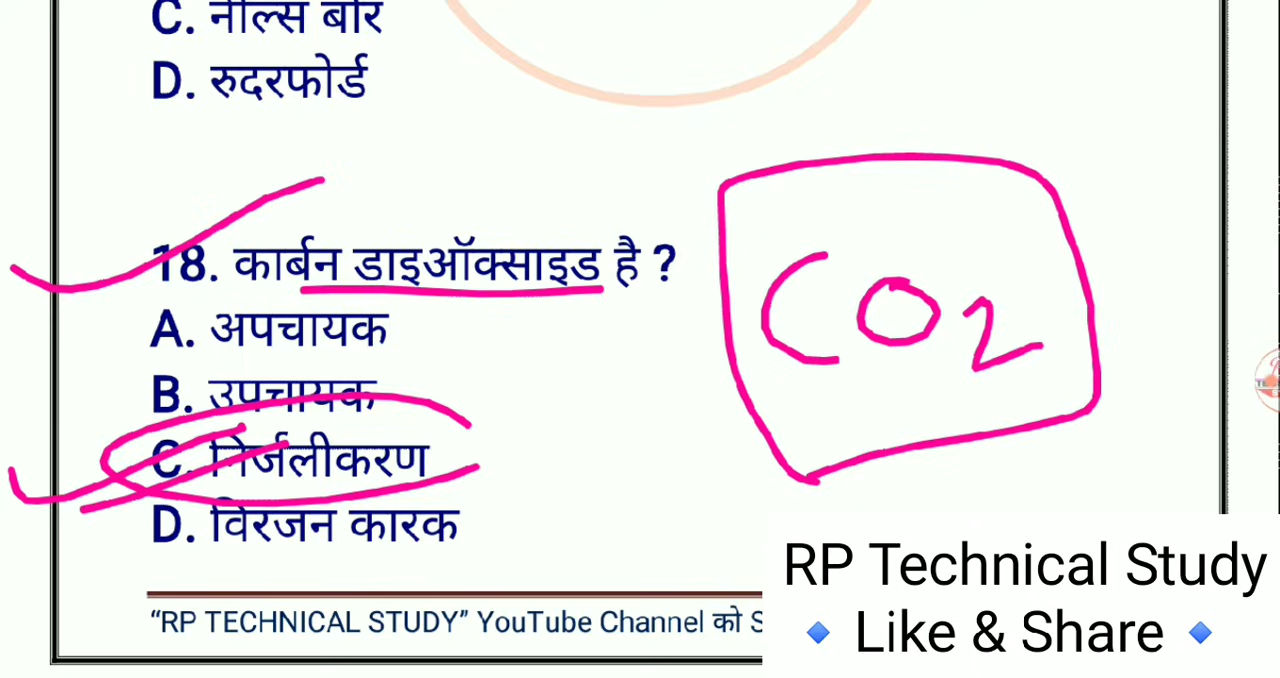 C. नील्स बोर
D. रुदरफोर्ड
18. कार्बन डाइऑक्साइड है ?
A. अपचायक
B. उपचायक
C. निर्जलीकरण
D. विरजन कारक
CO2
“RP TECHNICAL STUDY” YouTube Channel को S
RP Technical Study
🔹 Like & Share 🔹